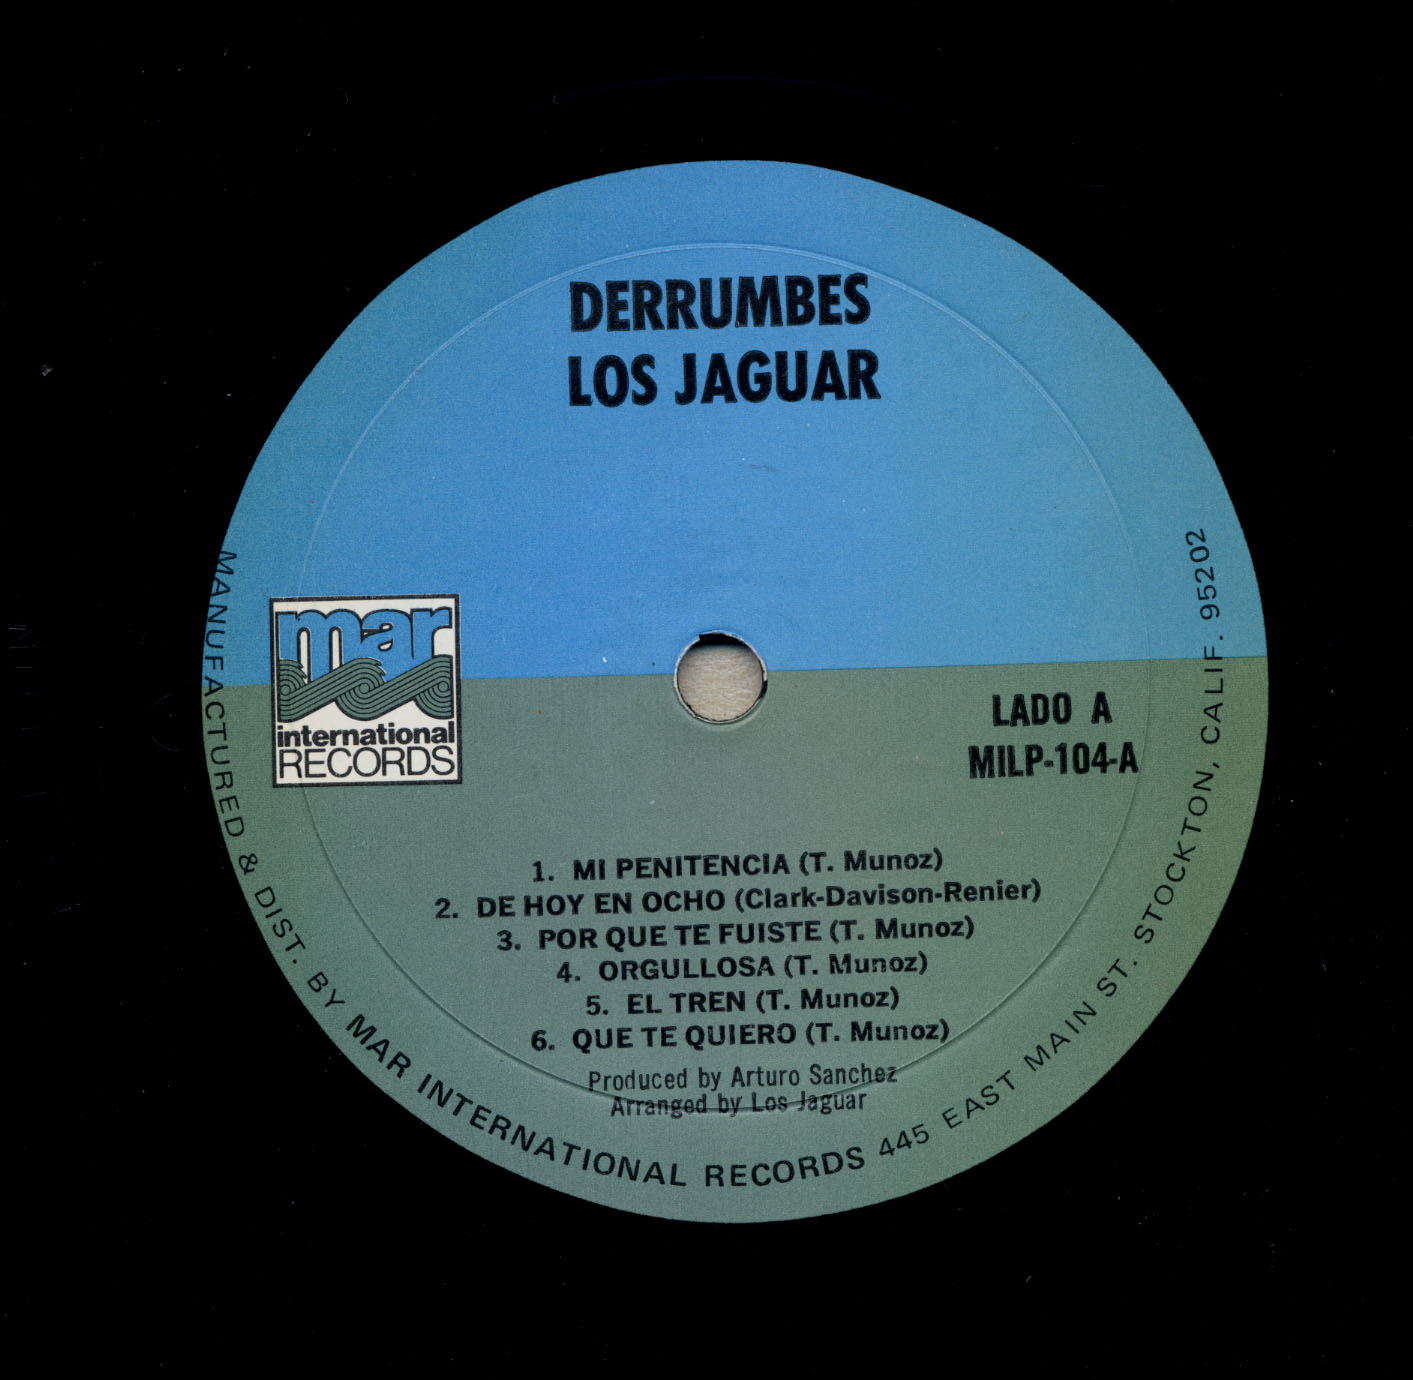 DERRUMBES
LOS JAGUAR
mar
international
RECORDS
LADO A
MILP-104-A
1. MI PENITENCIA (T. Munoz)
2. DE HOY EN OCHO (Clark-Davison-Renier)
3. POR QUE TE FUISTE (T. Munoz)
4. ORGULLOSA (T. Munoz)
5. EL TREN (T. Munoz)
6. QUE TE QUIERO (T. Munoz)
Produced by Arturo Sanchez
Arranged by Los Jaguar
MANUFACTURED & DIST. BY MAR INTERNATIONAL RECORDS 445 EAST MAIN ST. STOCKTON, CALIF. 95202